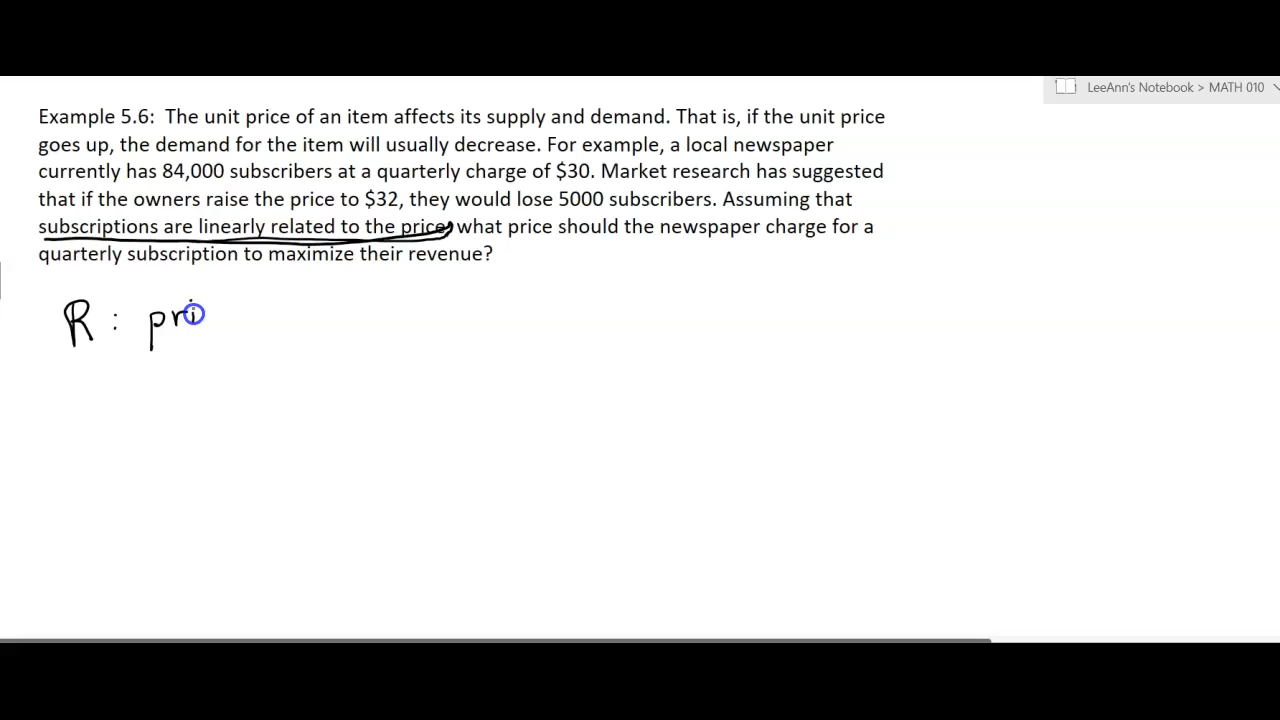 LeeAnn's Notebook > MATH 010
Example 5.6: The unit price of an item affects its supply and demand. That is, if the unit price
goes up, the demand for the item will usually decrease. For example, a local newspaper
currently has 84,000 subscribers at a quarterly charge of $30. Market research has suggested
that if the owners raise the price to $32, they would lose 5000 subscribers. Assuming that
subscriptions are linearly related to the price, what price should the newspaper charge for a
quarterly subscription to maximize their revenue?
R : pri